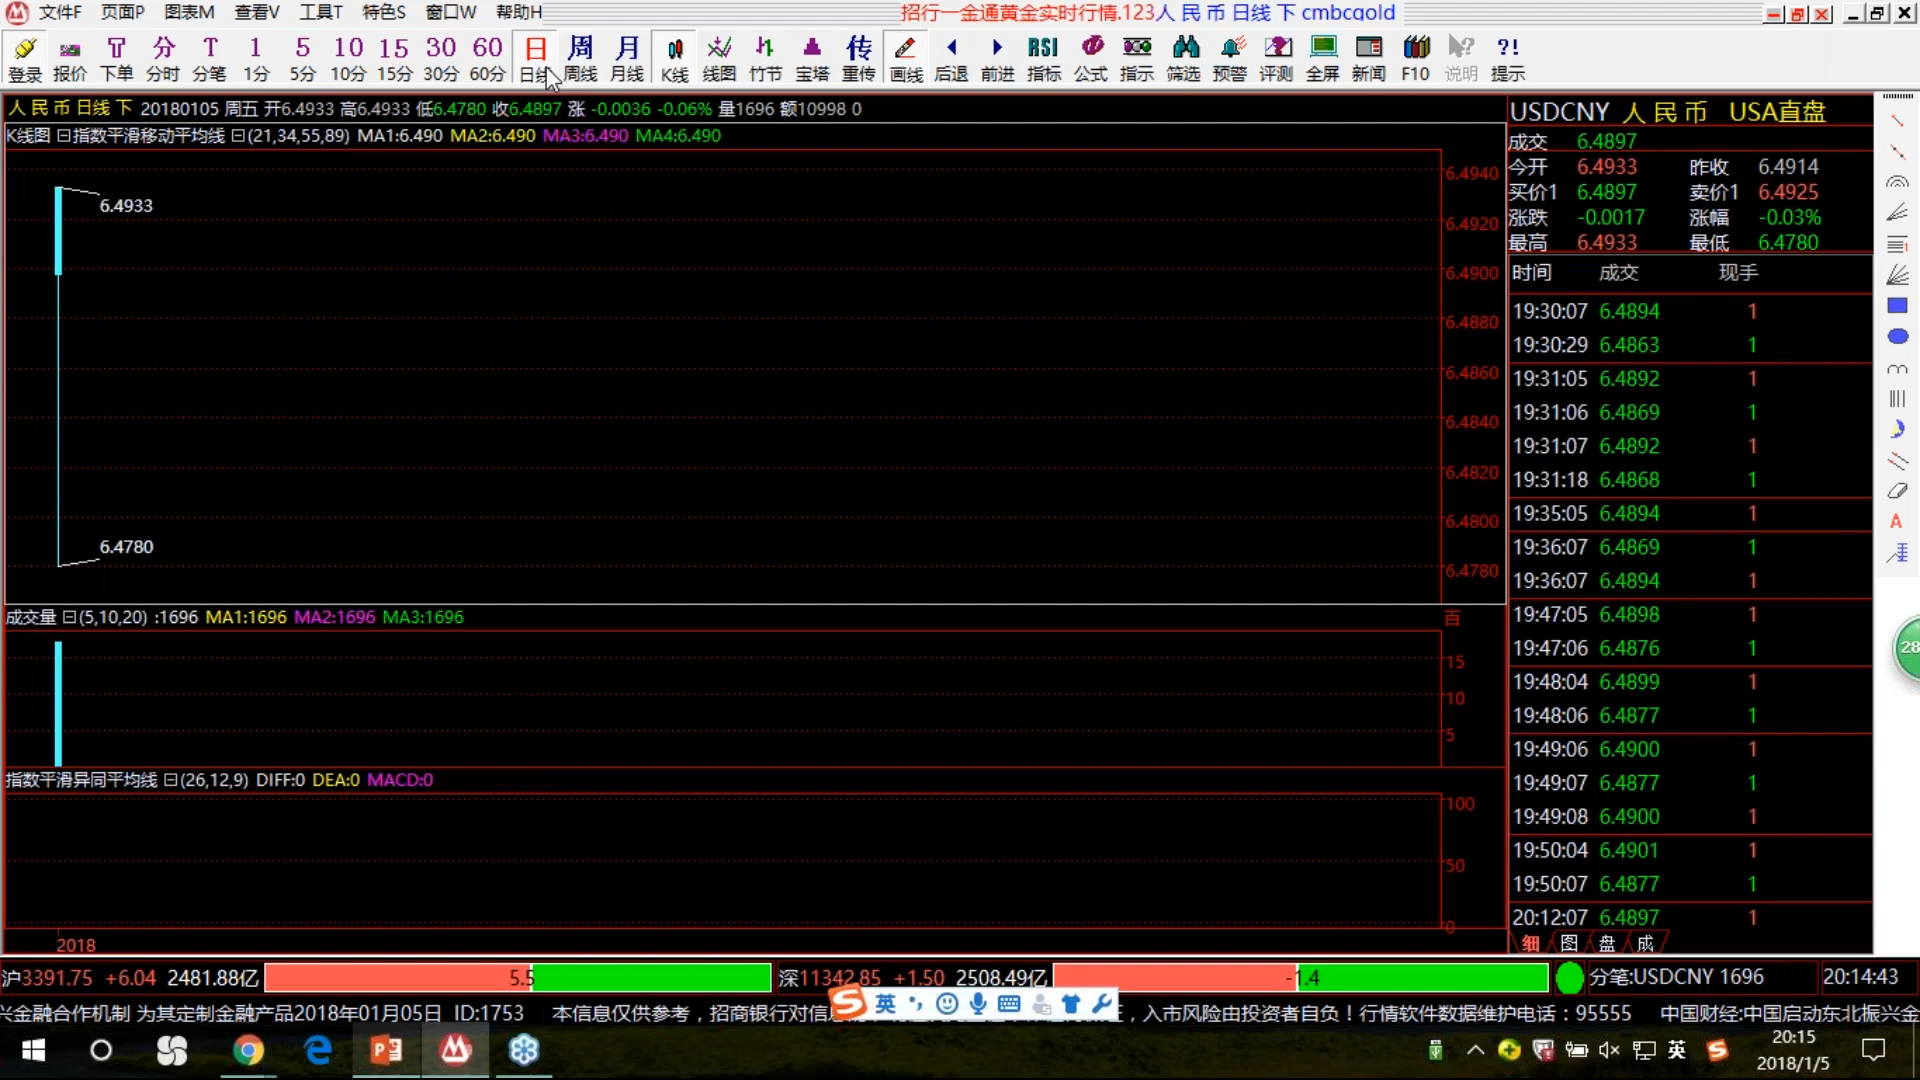 文件F 页面P 图表M 查看V 工具T 特色S 窗口W 帮助H 招行一金通黄金实时行情.123人 民 币 日线 下 cmbcgold
T 分 T 1 5 10 15 30 60 日 周 月 传 RSI ?!
登录 报价 下单 分时 分笔 1分 5分 10分 15分 30分 60分 日线 周线 月线 K线 线图 竹节 宝塔 重传 画线 后退 前进 指标 公式 指示 筛选 预警 评测 全屏 新闻 F10 说明 提示
人 民 币 日线 下 20180105 周五 开6.4933 高6.4933 低6.4780 收6.4897 涨 -0.0036 -0.06% 量1696 额10998 0
K线图 指数平滑移动平均线 (21,34,55,89) MA1:6.490 MA2:6.490 MA3:6.490 MA4:6.490
6.4940
6.4933
6.4920
6.4900
6.4880
6.4860
6.4840
6.4820
6.4800
6.4780
6.4780
成交量 (5,10,20) :1696 MA1:1696 MA2:1696 MA3:1696 百
15
10
5
指数平滑异同平均线 (26,12,9) DIFF:0 DEA:0 MACD:0
100
50
0
2018
USDCNY 人 民 币 USA直盘
成交 6.4897
今开 6.4933 昨收 6.4914
买价1 6.4897 卖价1 6.4925
涨跌 -0.0017 涨幅 -0.03%
最高 6.4933 最低 6.4780
时间 成交 现手
19:30:07 6.4894 1
19:30:29 6.4863 1
19:31:05 6.4892 1
19:31:06 6.4869 1
19:31:07 6.4892 1
19:31:18 6.4868 1
19:35:05 6.4894 1
19:36:07 6.4869 1
19:36:07 6.4894 1
19:47:05 6.4898 1
19:47:06 6.4876 1
19:48:04 6.4899 1
19:48:06 6.4877 1
19:49:06 6.4900 1
19:49:07 6.4877 1
19:49:08 6.4900 1
19:50:04 6.4901 1
19:50:07 6.4877 1
20:12:07 6.4897 1
细 图 盘 成
A
28
沪3391.75 +6.04 2481.88亿 5.5 深11342.85 +1.50 2508.49亿 -1.4 分笔:USDCNY 1696 20:14:43
兴金融合作机制 为其定制金融产品2018年01月05日 ID:1753 本信息仅供参考，招商银行对信息 ，入市风险由投资者自负！行情软件数据维护电话：95555 中国财经:中国启动东北振兴金
英
英
20:15
2018/1/5